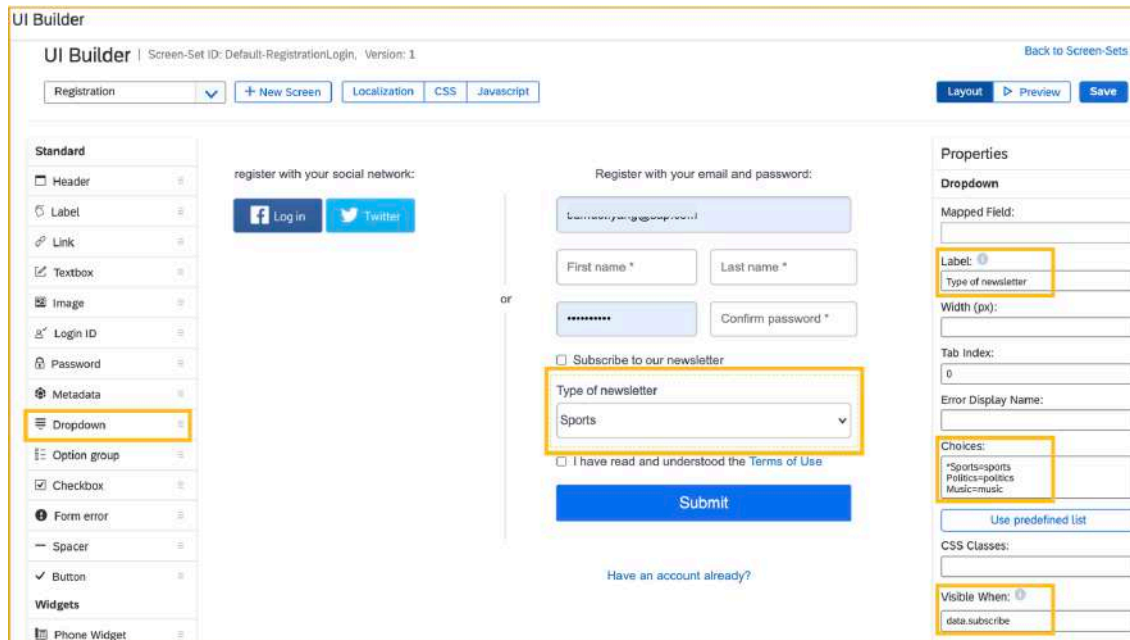 UI Builder
UI Builder | Screen-Set ID: Default-RegistrationLogin, Version: 1
Back to Screen-Sets
Registration
+ New Screen
Localization
CSS
Javascript
Layout
Preview
Save
Standard
Header
Label
Link
Textbox
Image
Login ID
Password
Metadata
Dropdown
Option group
Checkbox
Form error
Spacer
Button
Widgets
Phone Widget
register with your social network:
Log in
Twitter
or
Register with your email and password:
First name *
Last name *
••••••••••
Confirm password *
Subscribe to our newsletter
Type of newsletter
Sports
I have read and understood the Terms of Use
Submit
Have an account already?
Properties
Dropdown
Mapped Field:
Label:
Type of newsletter
Width (px):
Tab Index:
0
Error Display Name:
Choices:
*Sports=sports
Politics=politics
Music=music
Use predefined list
CSS Classes:
Visible When:
data.subscribe